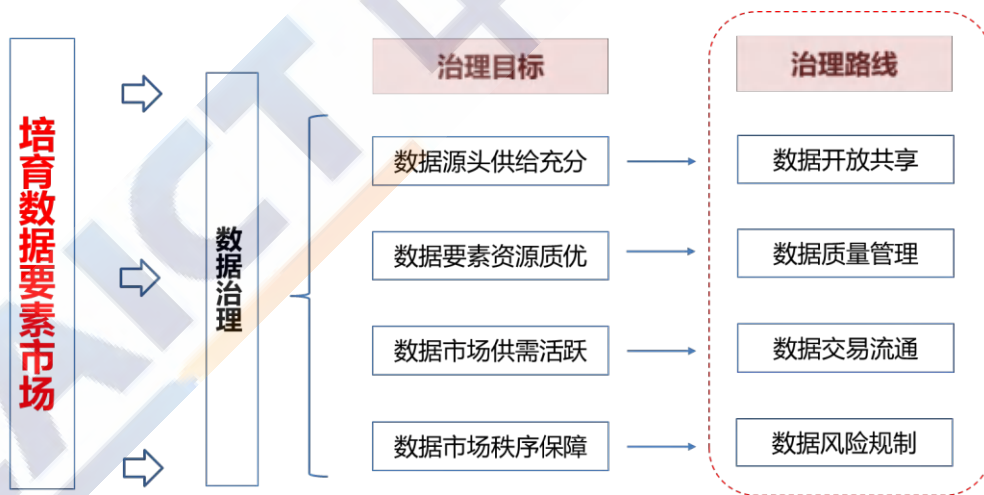 培育数据要素市场
数据治理
治理目标
治理路线
数据源头供给充分
数据开放共享
数据要素资源质优
数据质量管理
数据市场供需活跃
数据交易流通
数据市场秩序保障
数据风险规制